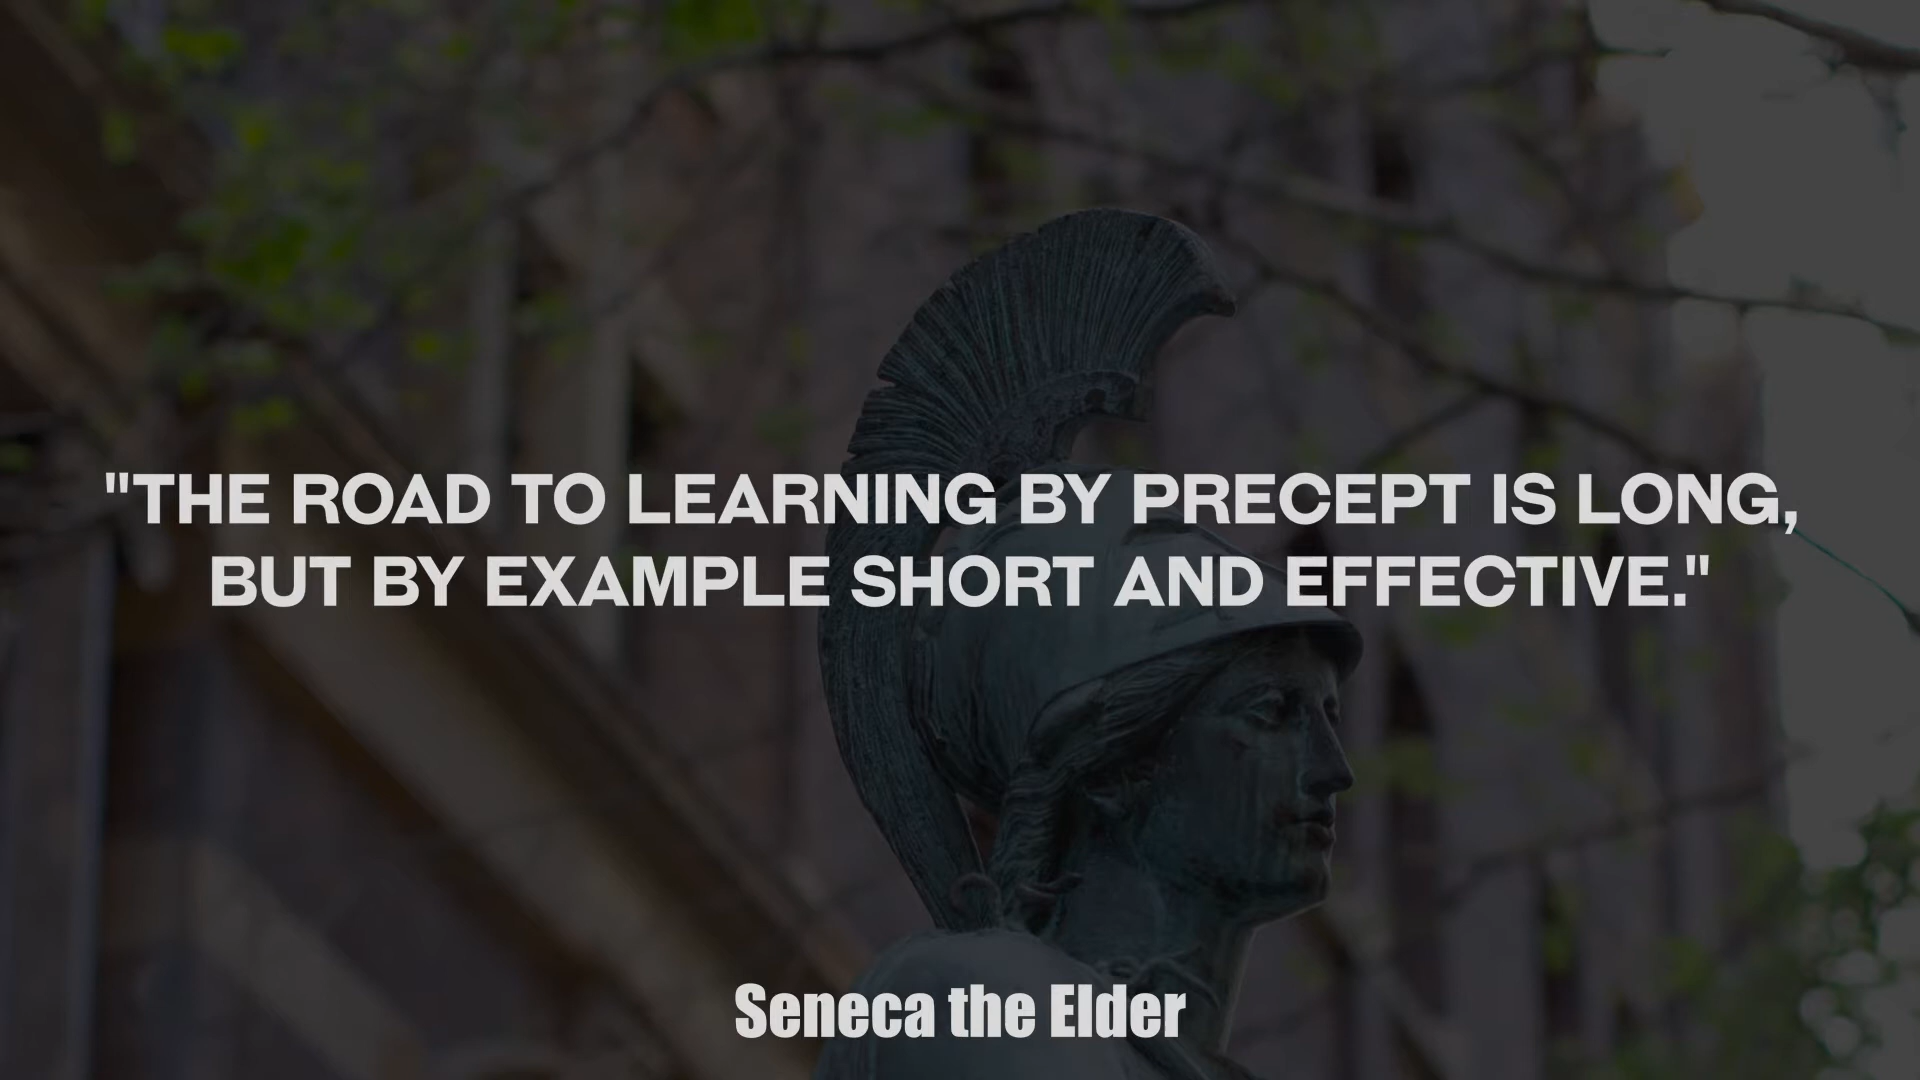 "THE ROAD TO LEARNING BY PRECEPT IS LONG,
BUT BY EXAMPLE SHORT AND EFFECTIVE."
Seneca the Elder